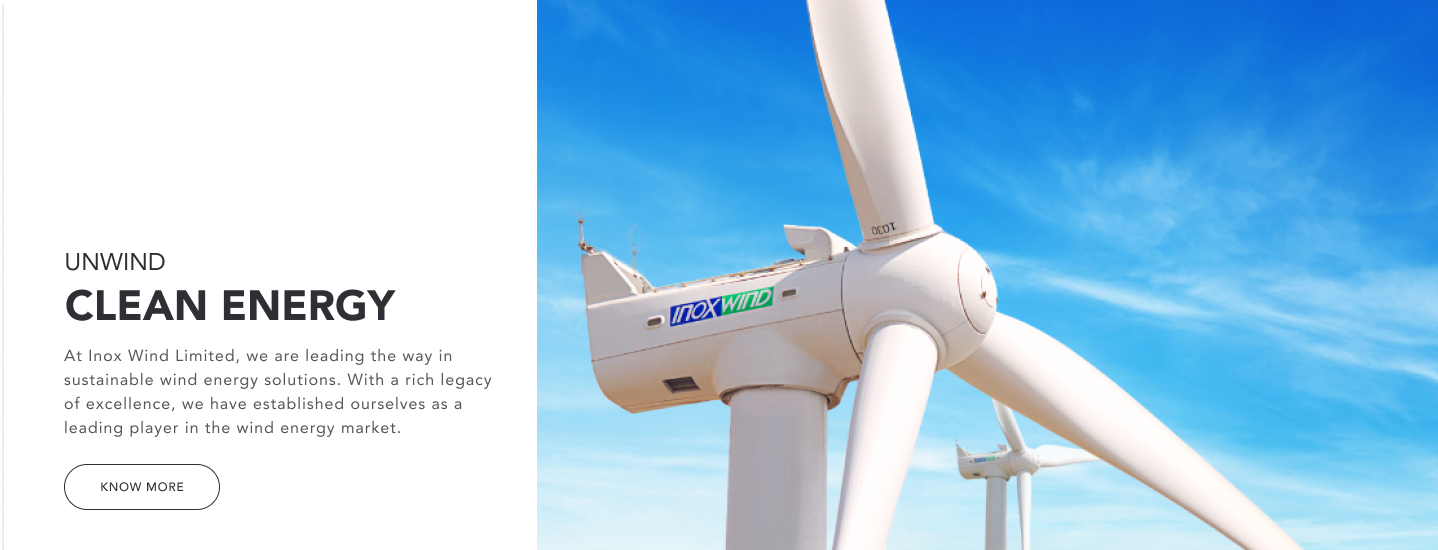 UNWIND
CLEAN ENERGY
At Inox Wind Limited, we are leading the way in
sustainable wind energy solutions. With a rich legacy
of excellence, we have established ourselves as a
leading player in the wind energy market.
KNOW MORE
INOXWIND
1030